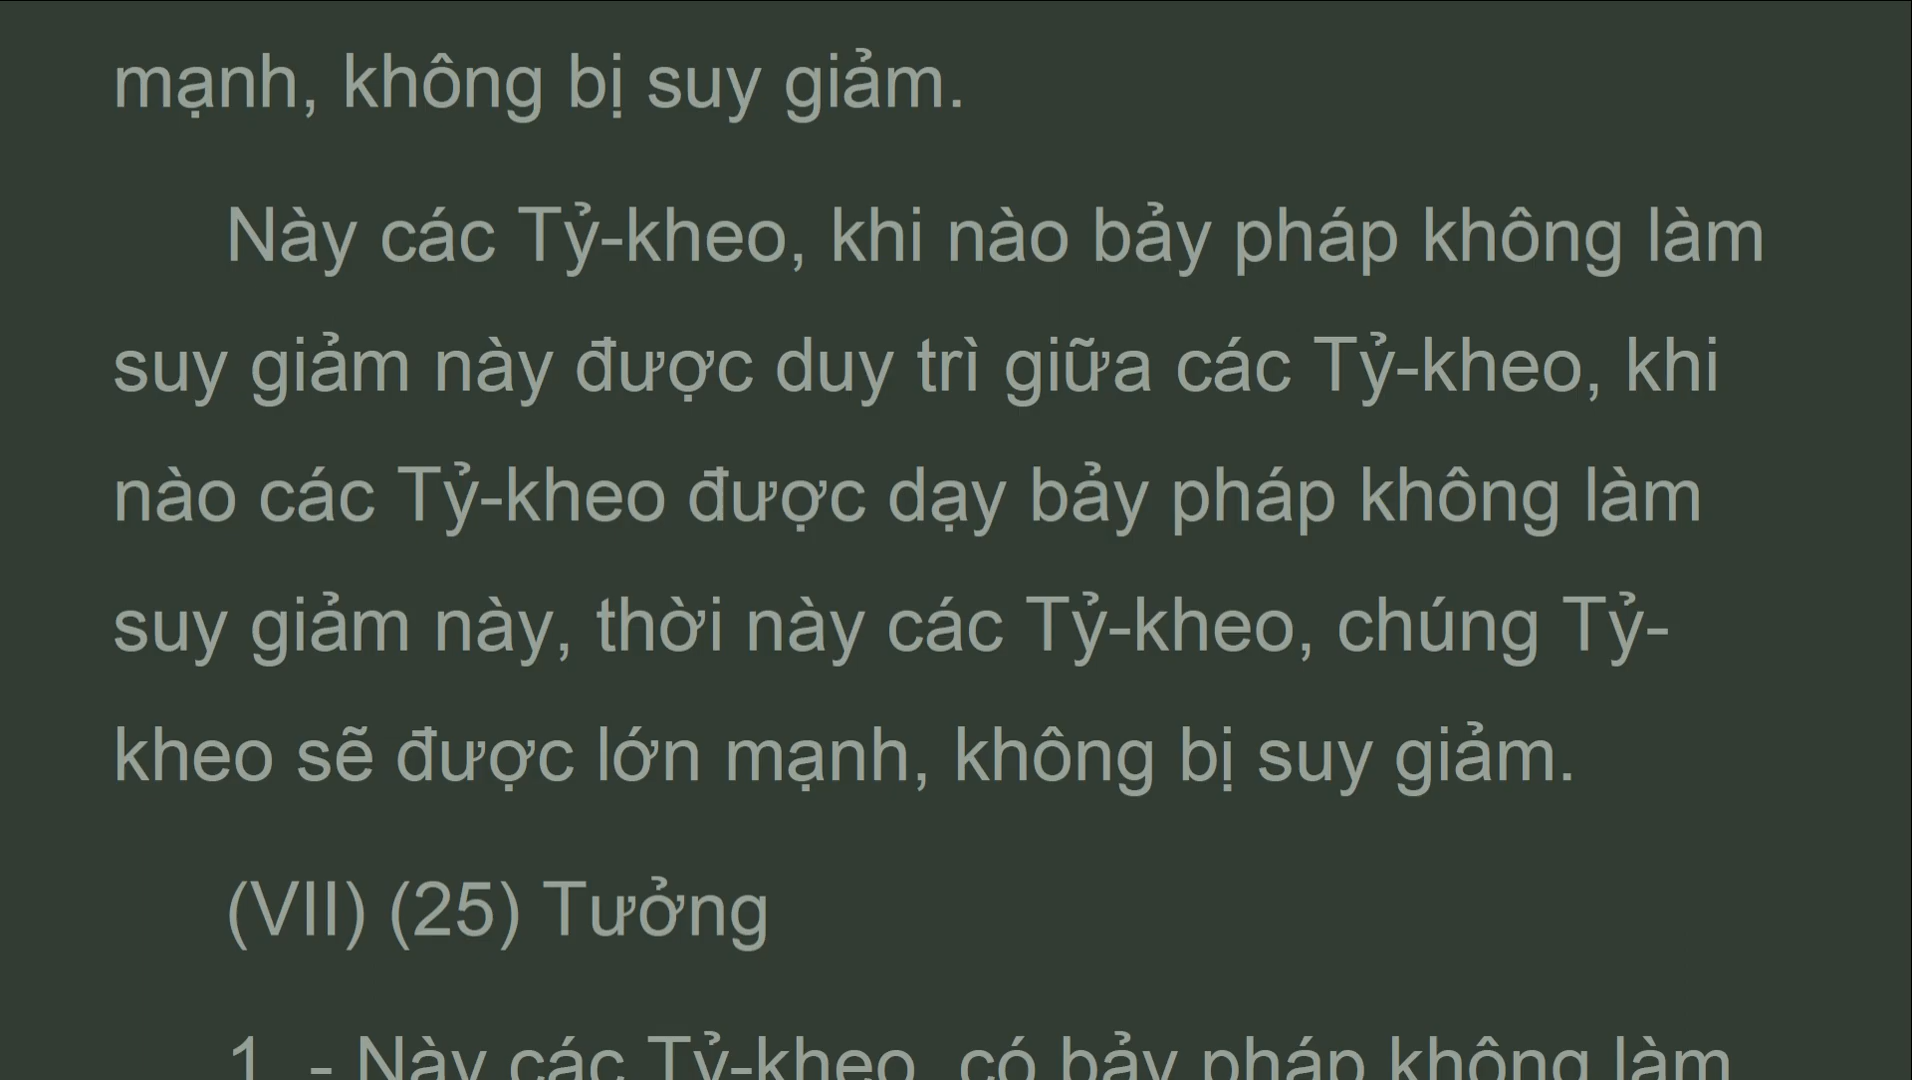 mạnh, không bị suy giảm.
Này các Tỷ-kheo, khi nào bảy pháp không làm
suy giảm này được duy trì giữa các Tỷ-kheo, khi
nào các Tỷ-kheo được dạy bảy pháp không làm
suy giảm này, thời này các Tỷ-kheo, chúng Tỷ-
kheo sẽ được lớn mạnh, không bị suy giảm.
(VII) (25) Tưởng
1. - Này các Tỷ-kheo, có bảy pháp không làm